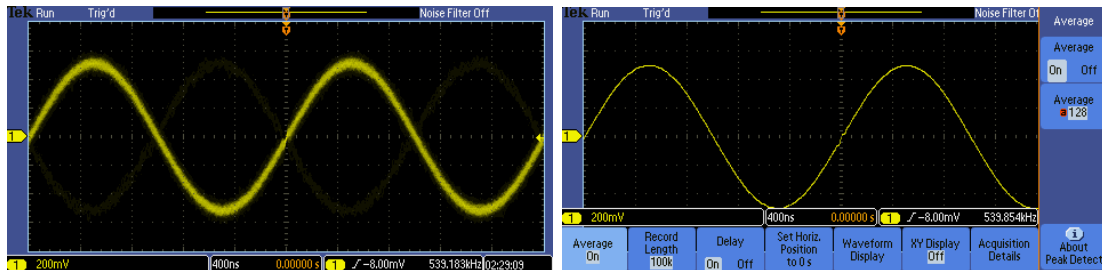 Tek Run Trig'd Noise Filter Off
1
1 200mV 400ns 0.00000 s 1 -8.00mV 539.183kHz 02:29:09
Tek Run Trig'd Noise Filter Of
Average
Average
On Off
Average
a 128
1
1 200mV 400ns 0.00000 s 1 -8.00mV 539.854kHz
Average On
Record Length 100k
Delay On Off
Set Horiz. Position to 0 s
Waveform Display
XY Display Off
Acquisition Details
i
About Peak Detect